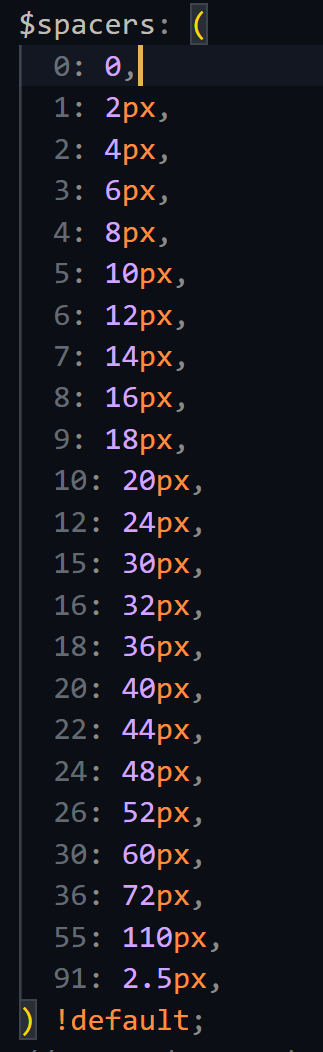 $spacers: (
0: 0,
1: 2px,
2: 4px,
3: 6px,
4: 8px,
5: 10px,
6: 12px,
7: 14px,
8: 16px,
9: 18px,
10: 20px,
12: 24px,
15: 30px,
16: 32px,
18: 36px,
20: 40px,
22: 44px,
24: 48px,
26: 52px,
30: 60px,
36: 72px,
55: 110px,
91: 2.5px,
) !default;